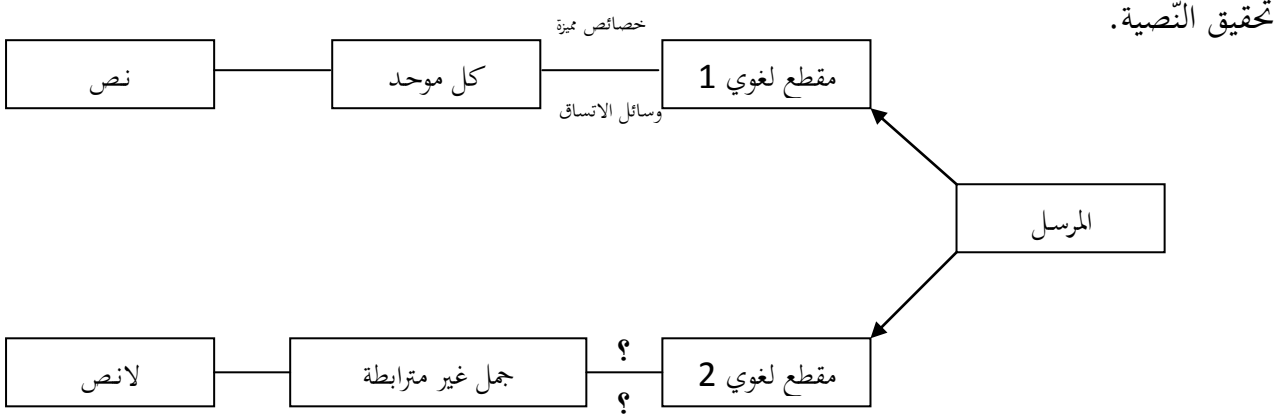 تحقيق النّصية.
خصائص مميزة
مقطع لغوي 1
كل موحد
نص
وسائل الاتساق
المرسل
؟
مقطع لغوي 2
جمل غير مترابطة
لانص
؟